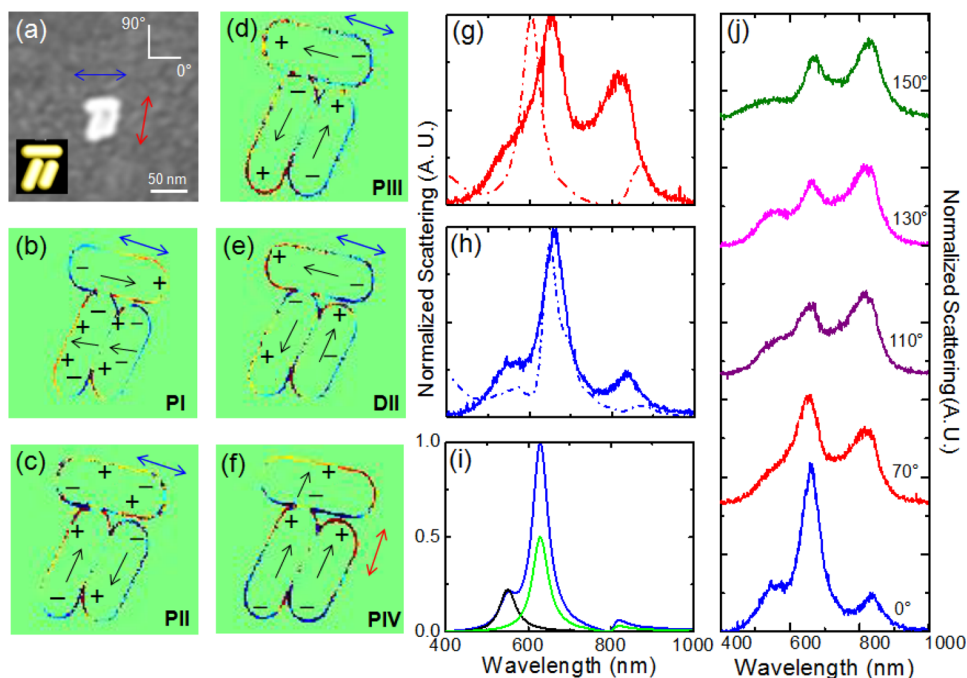 (a)
90°
0°
50 nm
(b)
PI
(c)
PII
(d)
PIII
(e)
DII
(f)
PIV
(g)
(h)
(i)
Normalized Scattering (A. U.)
1.0
0.5
0.0
400 600 800 1000
Wavelength (nm)
(j)
150°
130°
110°
70°
0°
Normalized Scattering (A. U.)
400 600 800 1000
Wavelength (nm)